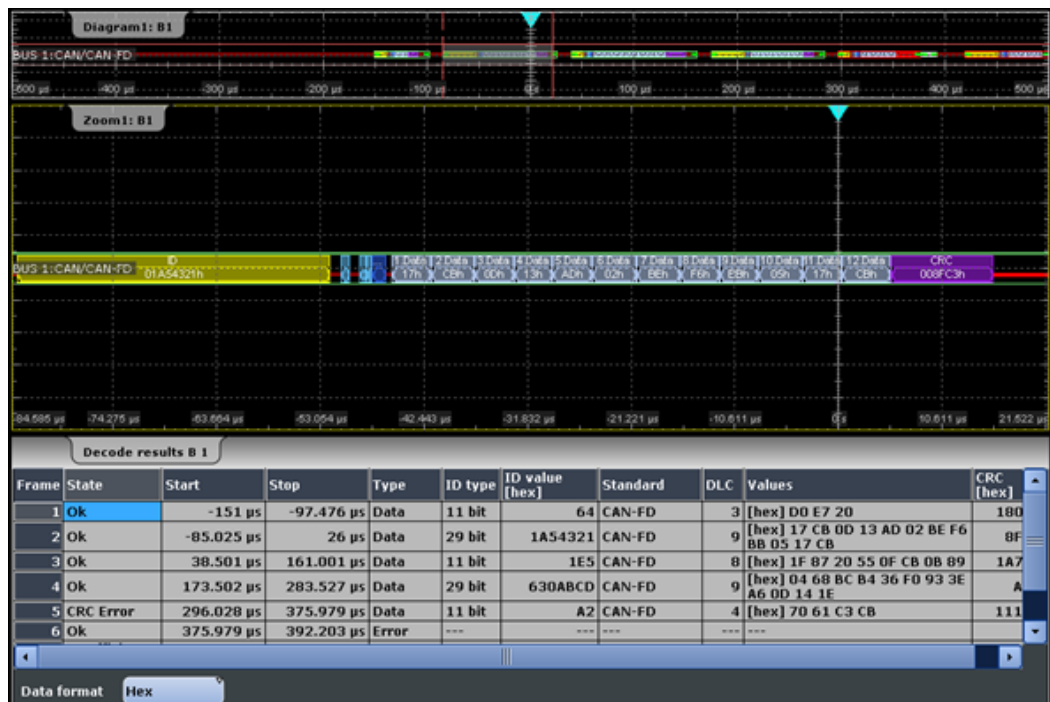 Diagram1: B1
BUS 1:CAN/CAN-FD
-400 µs -300 µs -200 µs -100 µs 100 µs 200 µs 300 µs 400 µs 500 µs
Zoom1: B1
ID 1.Data 2.Data 3.Data 4.Data 5.Data 6.Data 7.Data 8.Data 9.Data 10.Data 11.Data 12.Data CRC
BUS 1:CAN/CAN-FD 01A54321h 17h CBh 0Dh 13h ADh 02h BEh F6h 05h 17h CBh 008FC3h
-84.585 µs -74.275 µs -63.664 µs -53.054 µs -42.443 µs -31.832 µs -21.221 µs -10.611 µs 0 s 10.611 µs 21.522 µs
Decode results B 1
Frame State Start Stop Type ID type ID value [hex] Standard DLC Values CRC [hex]
1 Ok -151 µs -97.476 µs Data 11 bit 64 CAN-FD 3 [hex] D0 E7 20 180
2 Ok -85.025 µs 26 µs Data 29 bit 1A54321 CAN-FD 9 [hex] 17 CB 0D 13 AD 02 BE F6 BB 05 17 CB 8F
3 Ok 38.501 µs 161.001 µs Data 11 bit 1E5 CAN-FD 8 [hex] 1F 87 20 55 0F CB 0B 89 1A7
4 Ok 173.502 µs 283.527 µs Data 29 bit 630ABCD CAN-FD 9 [hex] 04 68 BC B4 36 F0 93 3E A6 0D 14 1E A
5 CRC Error 296.028 µs 375.979 µs Data 11 bit A2 CAN-FD 4 [hex] 70 61 C3 CB 111
6 Ok 375.979 µs 392.203 µs Error --- --- --- --- ---
Data format Hex